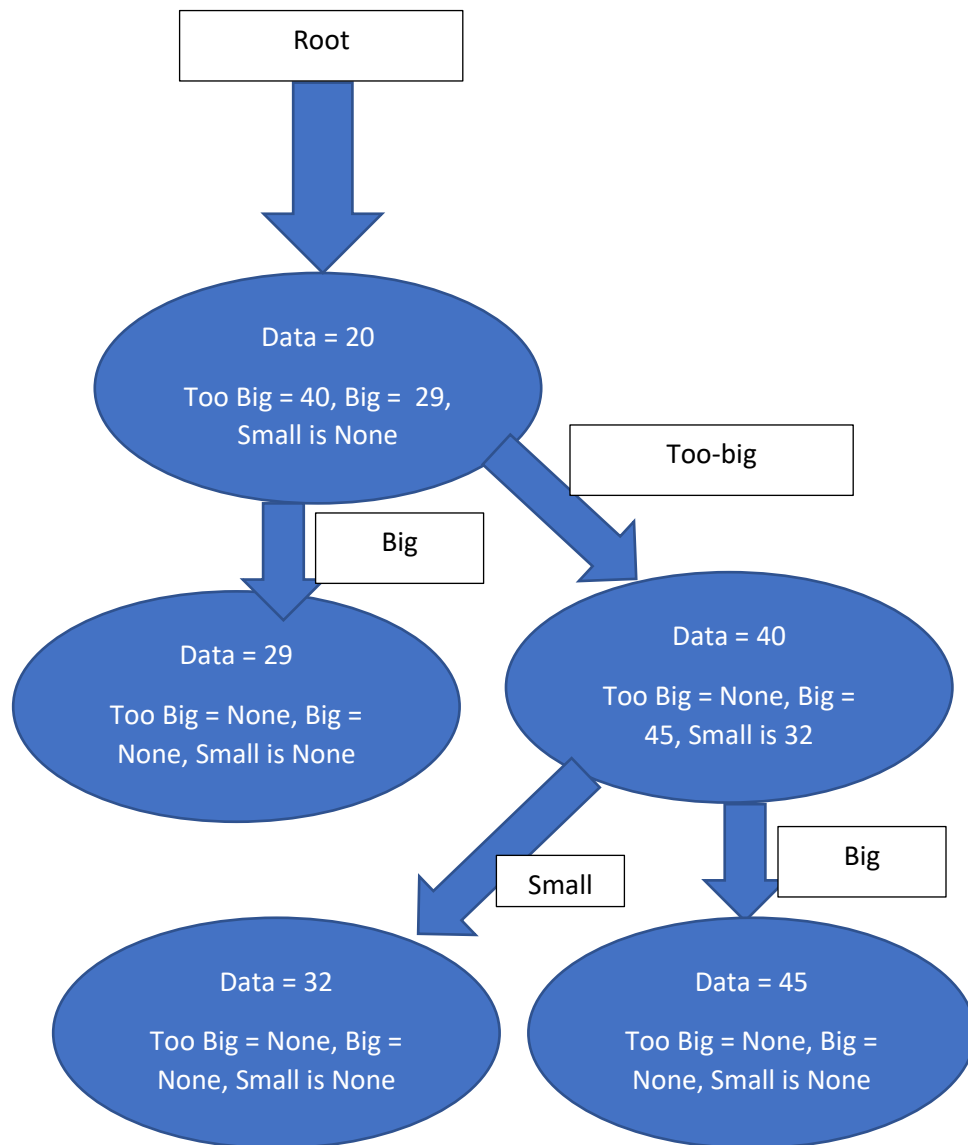 Root
Data = 20
Too Big = 40, Big =  29,
Small is None
Too-big
Big
Data = 29
Too Big = None, Big =
None, Small is None
Data = 40
Too Big = None, Big =
45, Small is 32
Small
Big
Data = 32
Too Big = None, Big =
None, Small is None
Data = 45
Too Big = None, Big =
None, Small is None